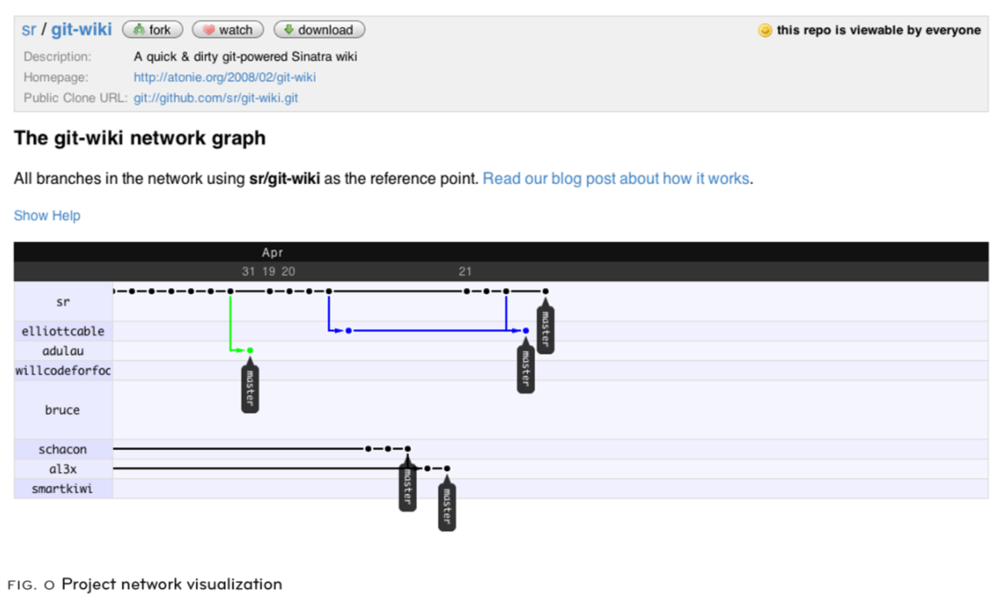 sr / git-wiki fork watch download this repo is viewable by everyone
Description: A quick & dirty git-powered Sinatra wiki
Homepage: http://atonie.org/2008/02/git-wiki
Public Clone URL: git://github.com/sr/git-wiki.git
The git-wiki network graph
All branches in the network using sr/git-wiki as the reference point. Read our blog post about how it works.
Show Help
Apr
31 19 20 21
sr
elliottcable
adulau
willcodeforfoc
bruce
schacon
al3x
smartkiwi
master
master
master
master
master
FIG. O Project network visualization